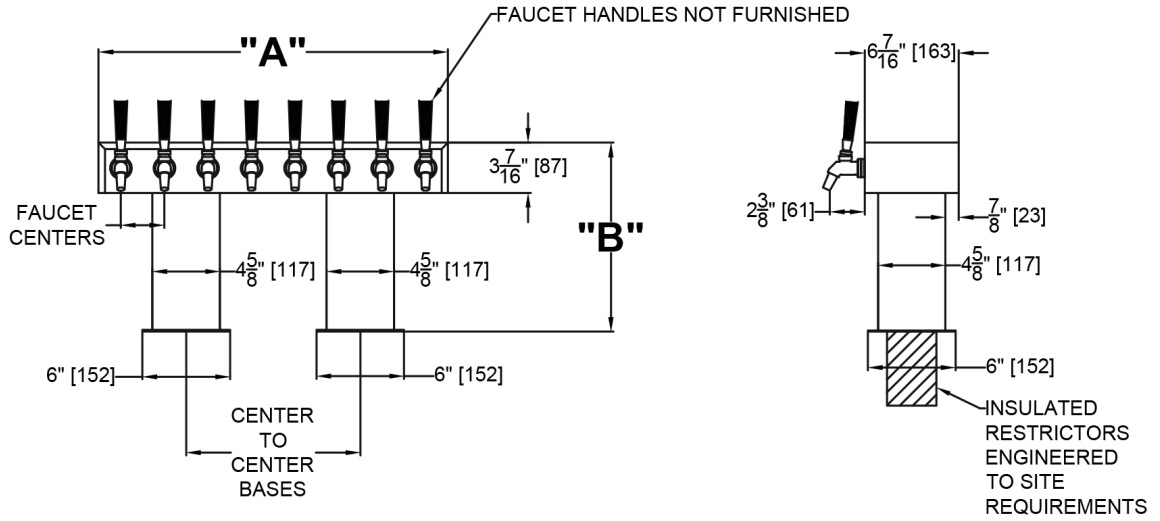 FAUCET HANDLES NOT FURNISHED
"A"
6 7/16" [163]
3 7/16" [87]
FAUCET
CENTERS
"B"
2 3/8" [61]
7/8" [23]
4 5/8" [117]
4 5/8" [117]
4 5/8" [117]
6" [152]
6" [152]
6" [152]
CENTER
TO
CENTER
BASES
INSULATED
RESTRICTORS
ENGINEERED
TO SITE
REQUIREMENTS